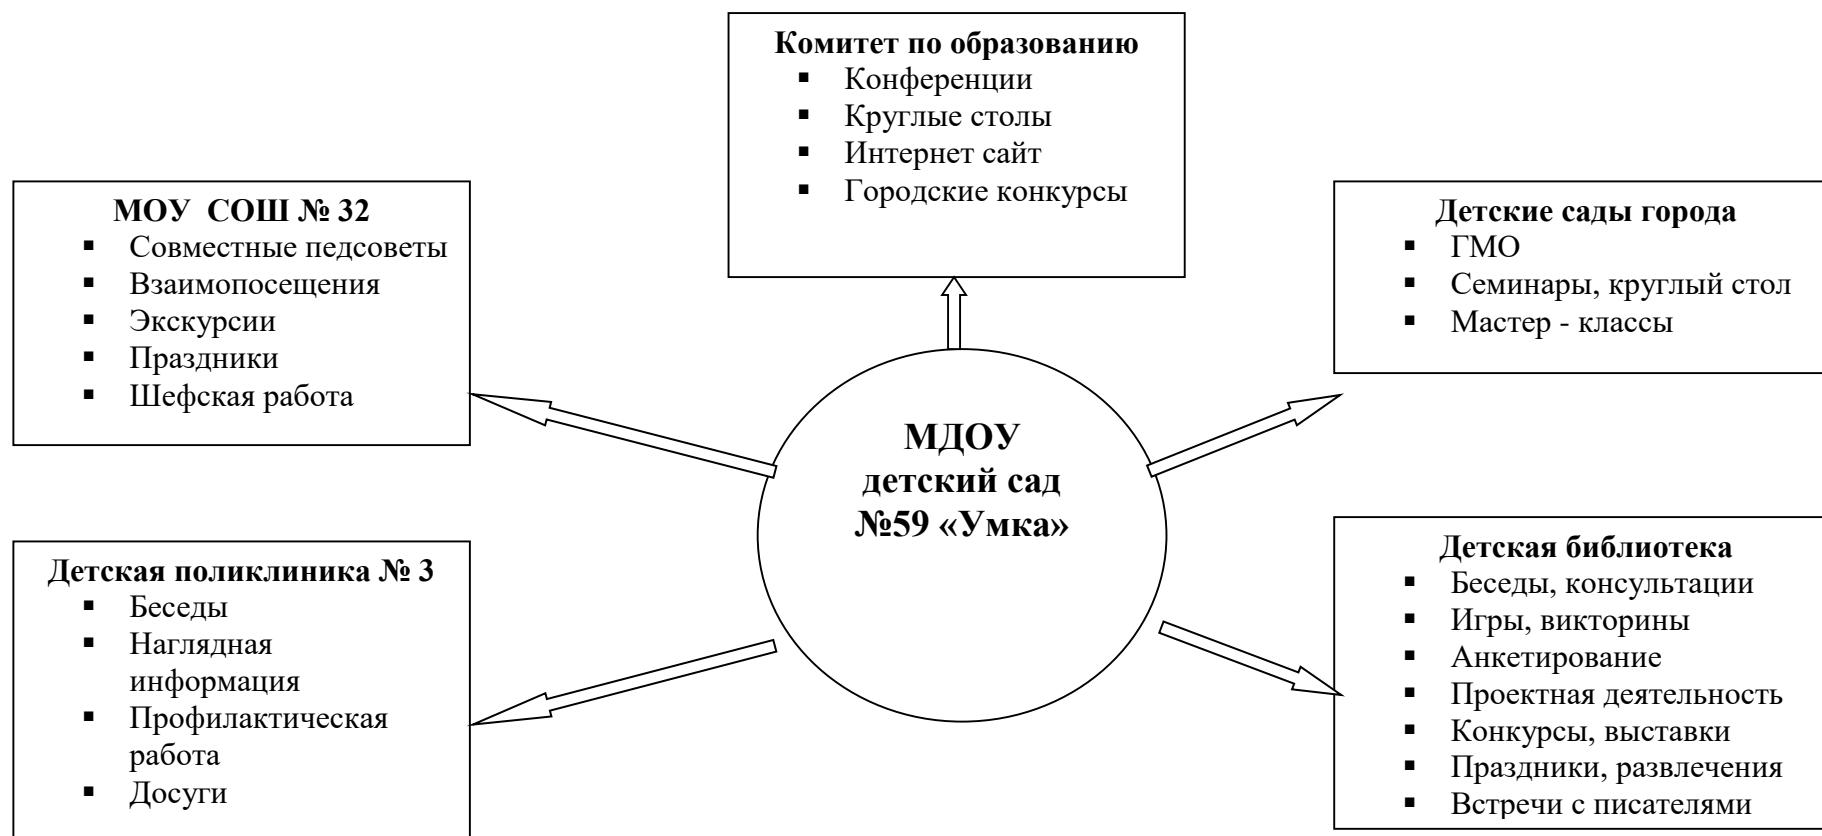 Комитет по образованию
▪ Конференции
▪ Круглые столы
▪ Интернет сайт
▪ Городские конкурсы
МОУ  СОШ № 32
▪ Совместные педсоветы
▪ Взаимопосещения
▪ Экскурсии
▪ Праздники
▪ Шефская работа
Детские сады города
▪ ГМО
▪ Семинары, круглый стол
▪ Мастер - классы
МДОУ
детский сад
№59 «Умка»
Детская поликлиника № 3
▪ Беседы
▪ Наглядная
информация
▪ Профилактическая
работа
▪ Досуги
Детская библиотека
▪ Беседы, консультации
▪ Игры, викторины
▪ Анкетирование
▪ Проектная деятельность
▪ Конкурсы, выставки
▪ Праздники, развлечения
▪ Встречи с писателями